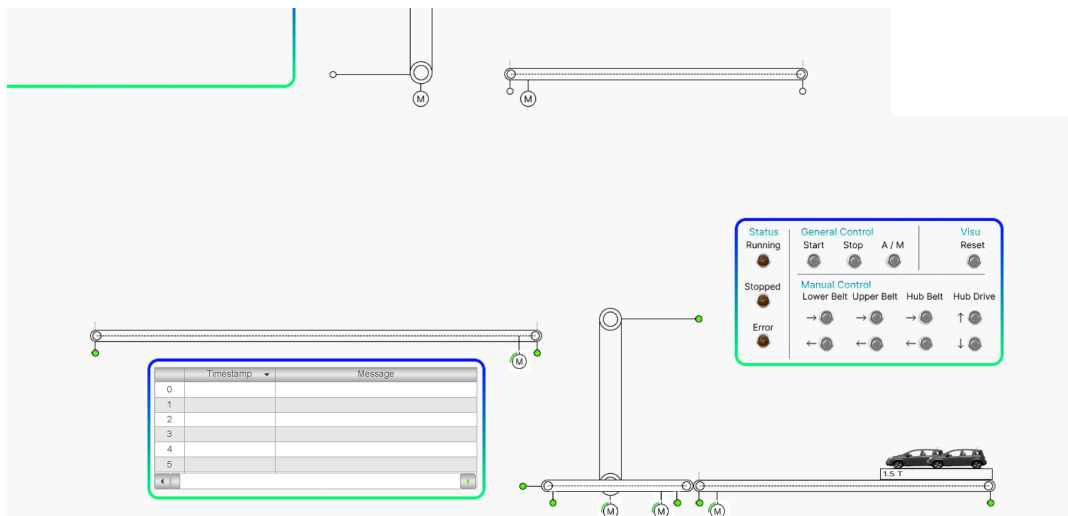 M
M
Status
General Control
Visu
Running
Start
Stop
A / M
Reset
Stopped
Manual Control
Lower Belt
Upper Belt
Hub Belt
Hub Drive
→
→
→
↑
Error
←
←
←
↓
M
Timestamp
Message
0
1
2
3
4
5
1.5 T
M
M
M